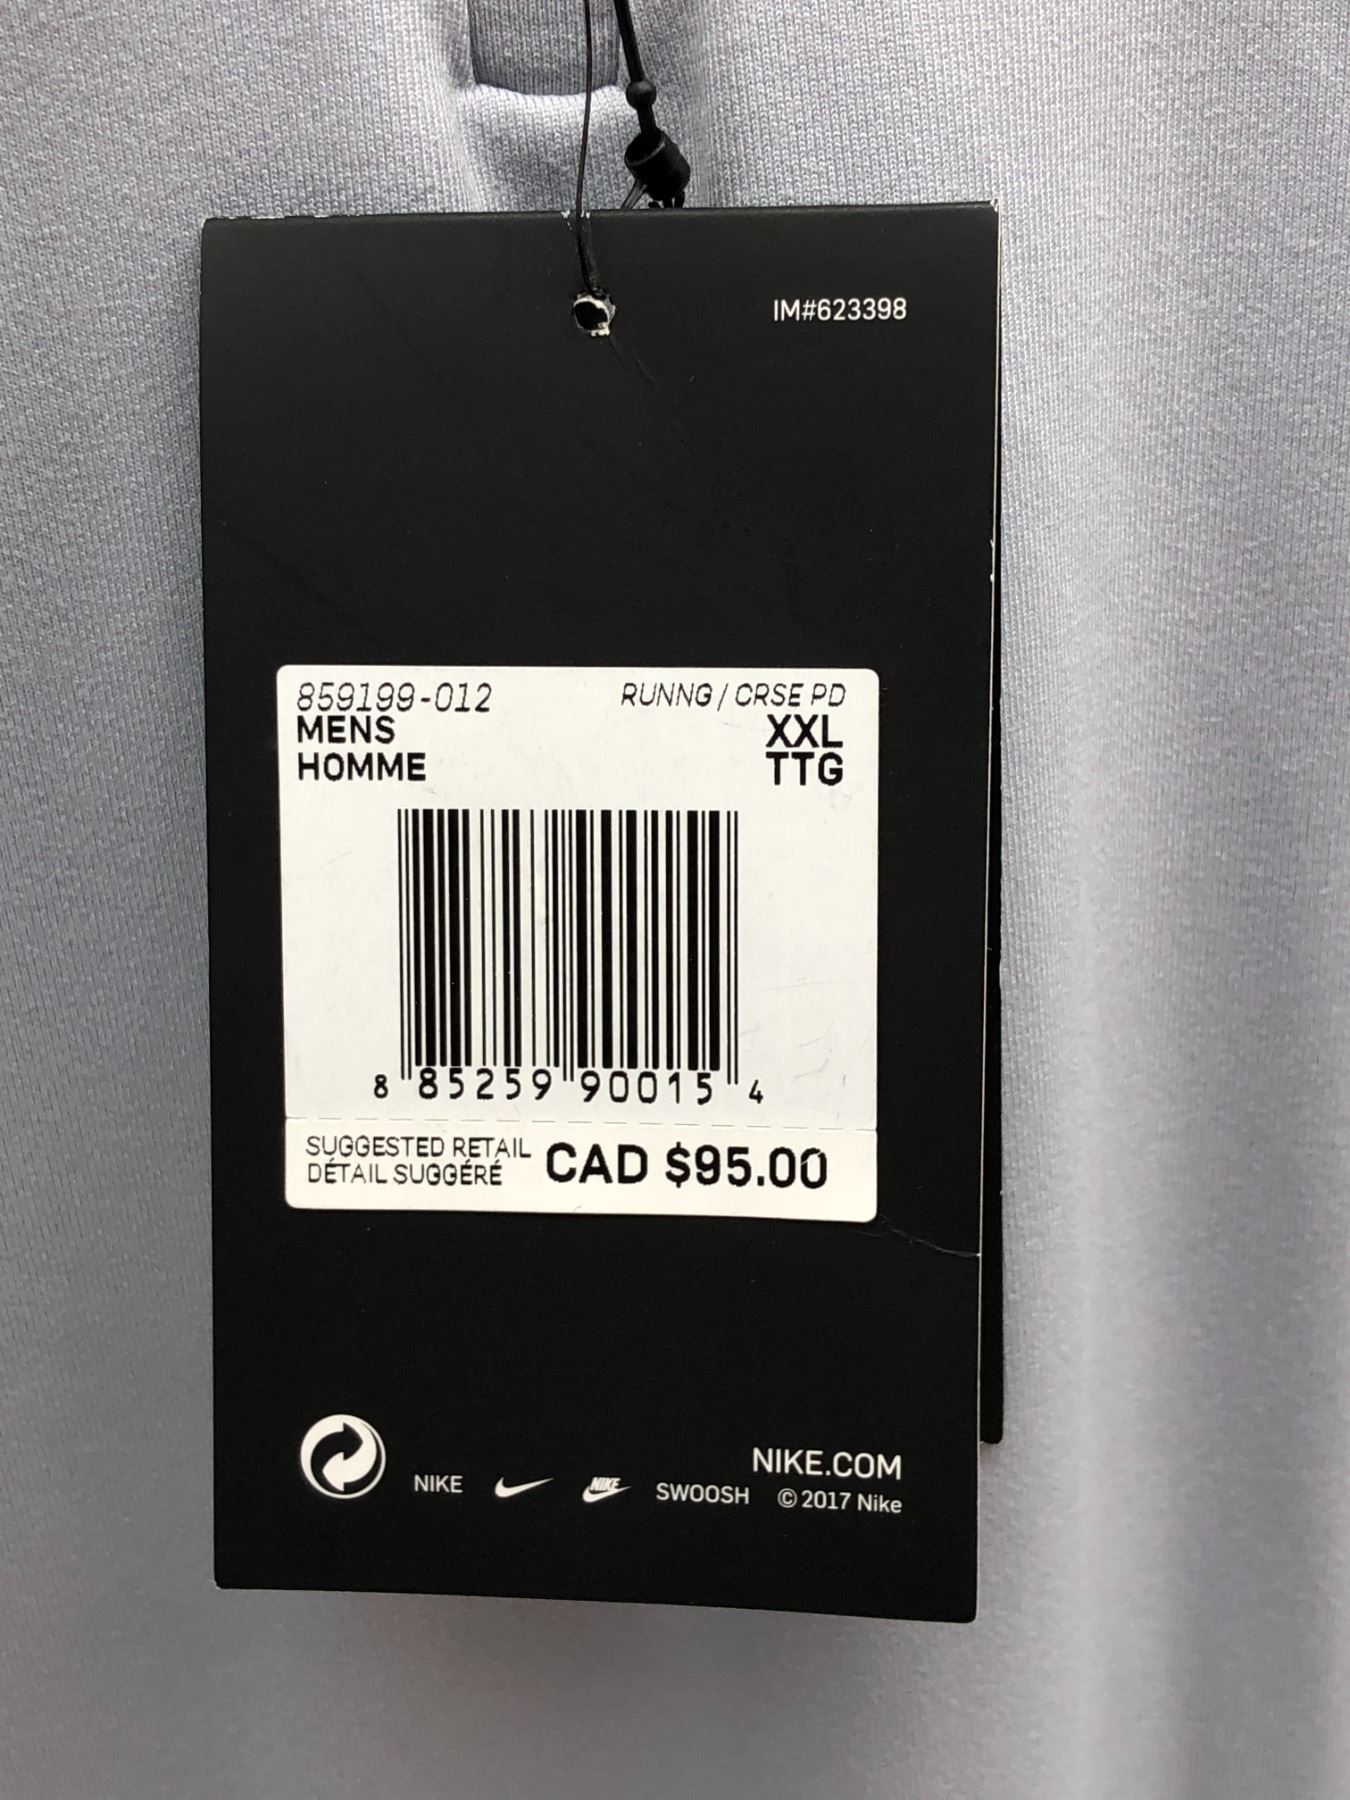 IM#623398
859199-012 RUNNG / CRSE PD
MENS XXL
HOMME TTG
8 85259 90015 4
SUGGESTED RETAIL
DÉTAIL SUGGÉRÉ CAD $95.00
NIKE.COM
NIKE NIKE SWOOSH © 2017 Nike